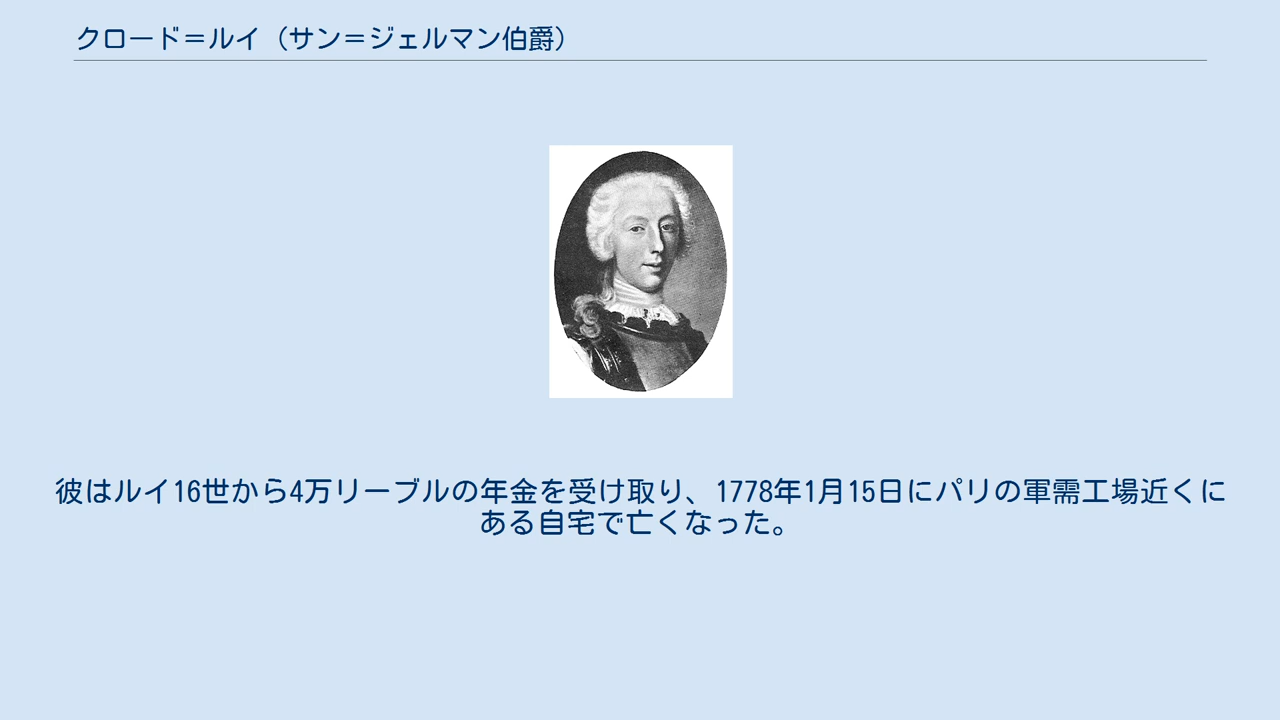 クロード＝ルイ（サン＝ジェルマン伯爵）
彼はルイ16世から4万リーブルの年金を受け取り、1778年1月15日にパリの軍需工場近くに
ある自宅で亡くなった。